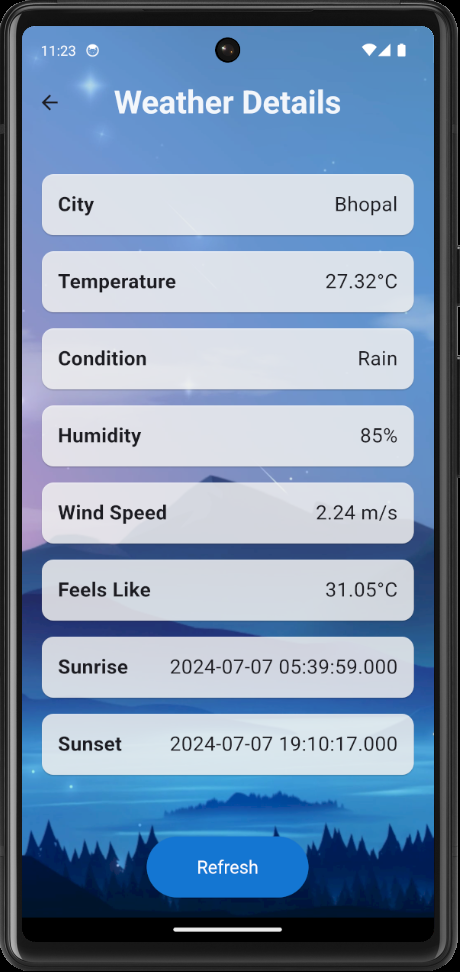 11:23
Weather Details
City Bhopal
Temperature 27.32°C
Condition Rain
Humidity 85%
Wind Speed 2.24 m/s
Feels Like 31.05°C
Sunrise 2024-07-07 05:39:59.000
Sunset 2024-07-07 19:10:17.000
Refresh